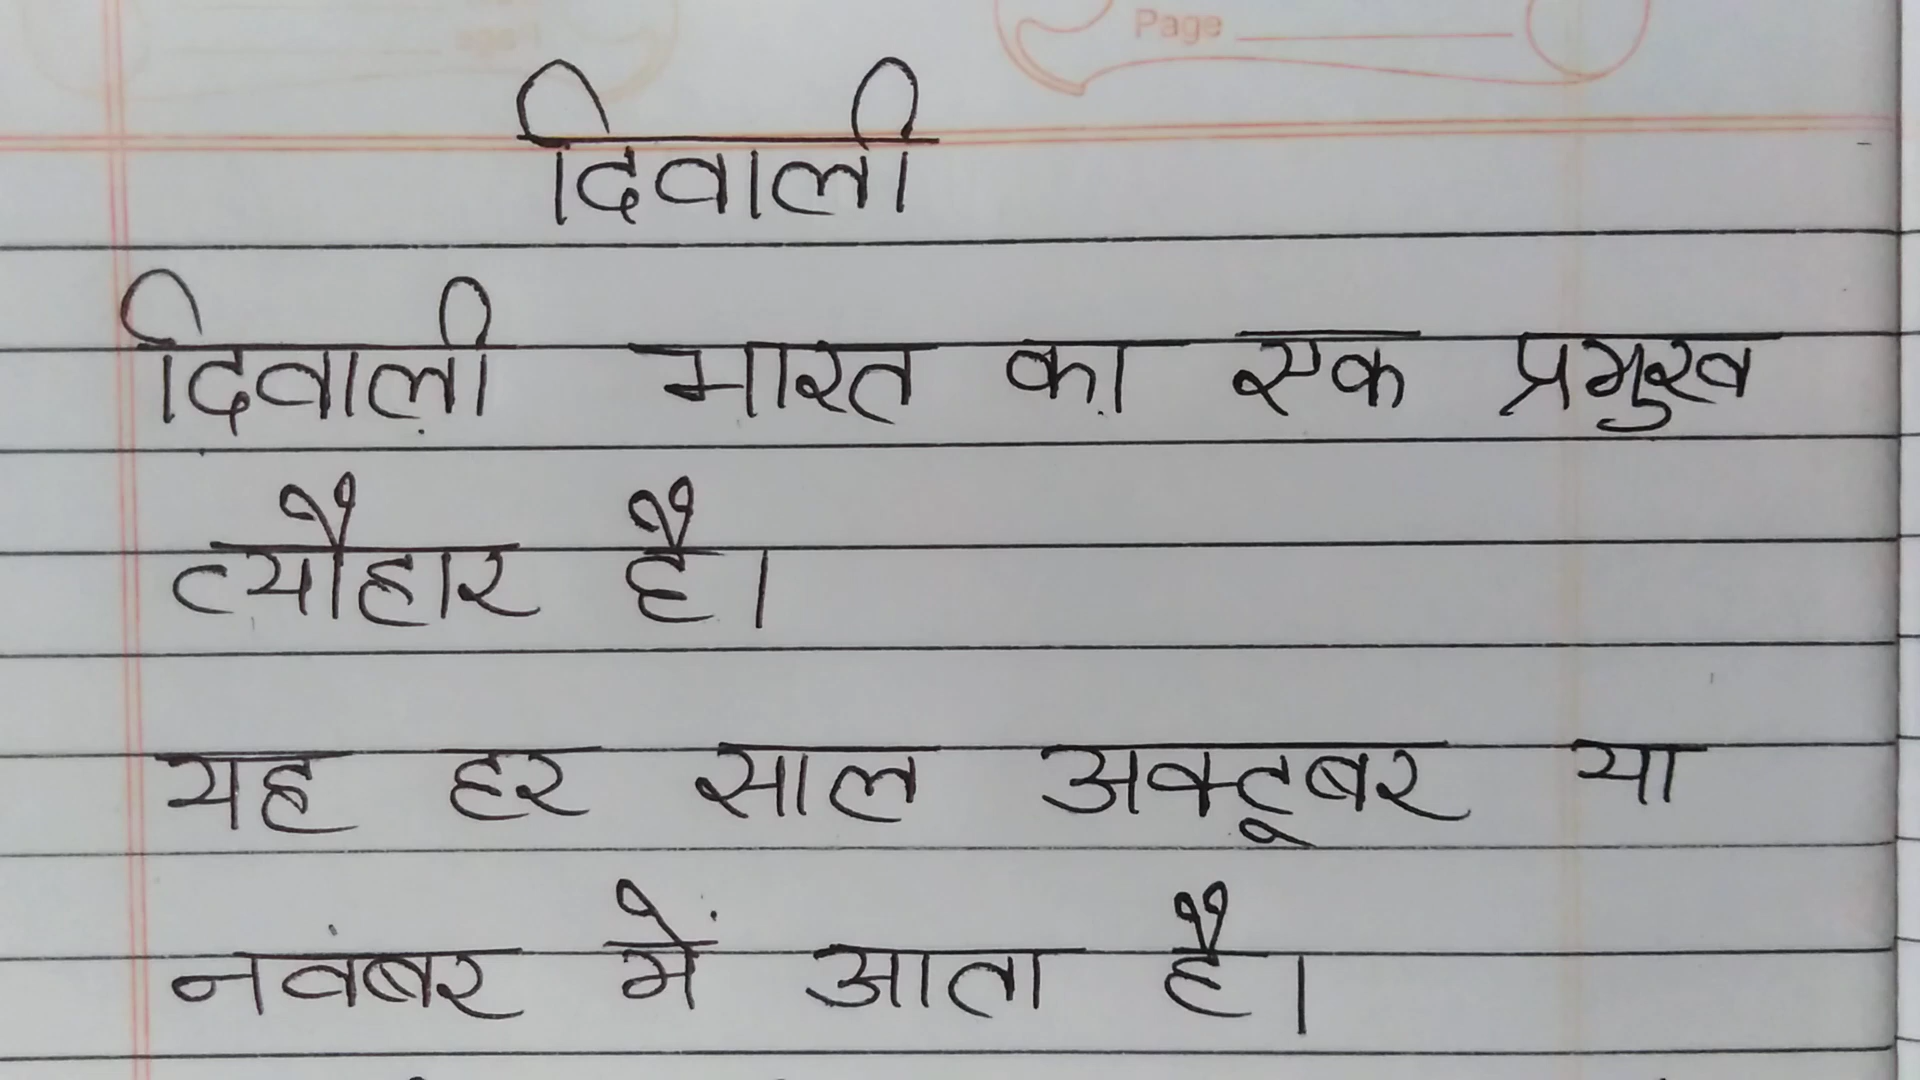 Page
दिवाली
दिवाली भारत का एक प्रमुख
त्यौहार है।
यह हर साल अक्टूबर या
नवंबर में आता है।